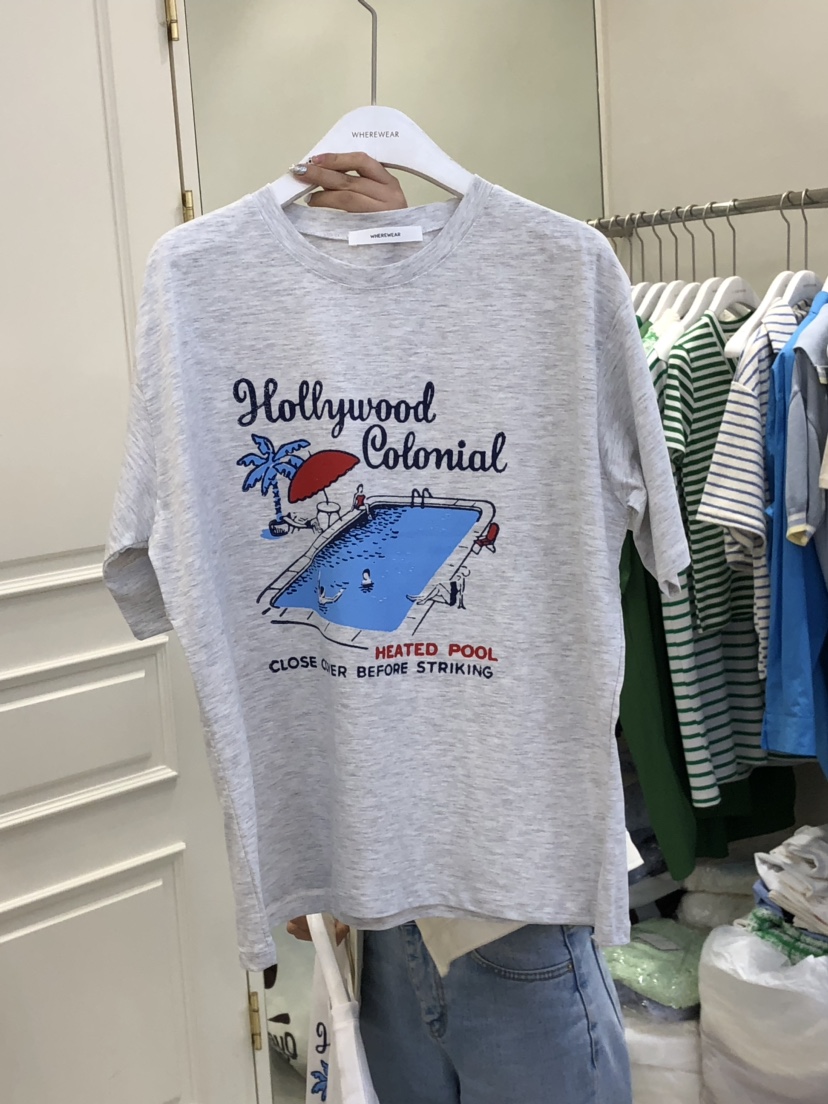 WHEREWEAR
WHEREWEAR
Hollywood
Colonial
HEATED POOL
CLOSE COVER BEFORE STRIKING